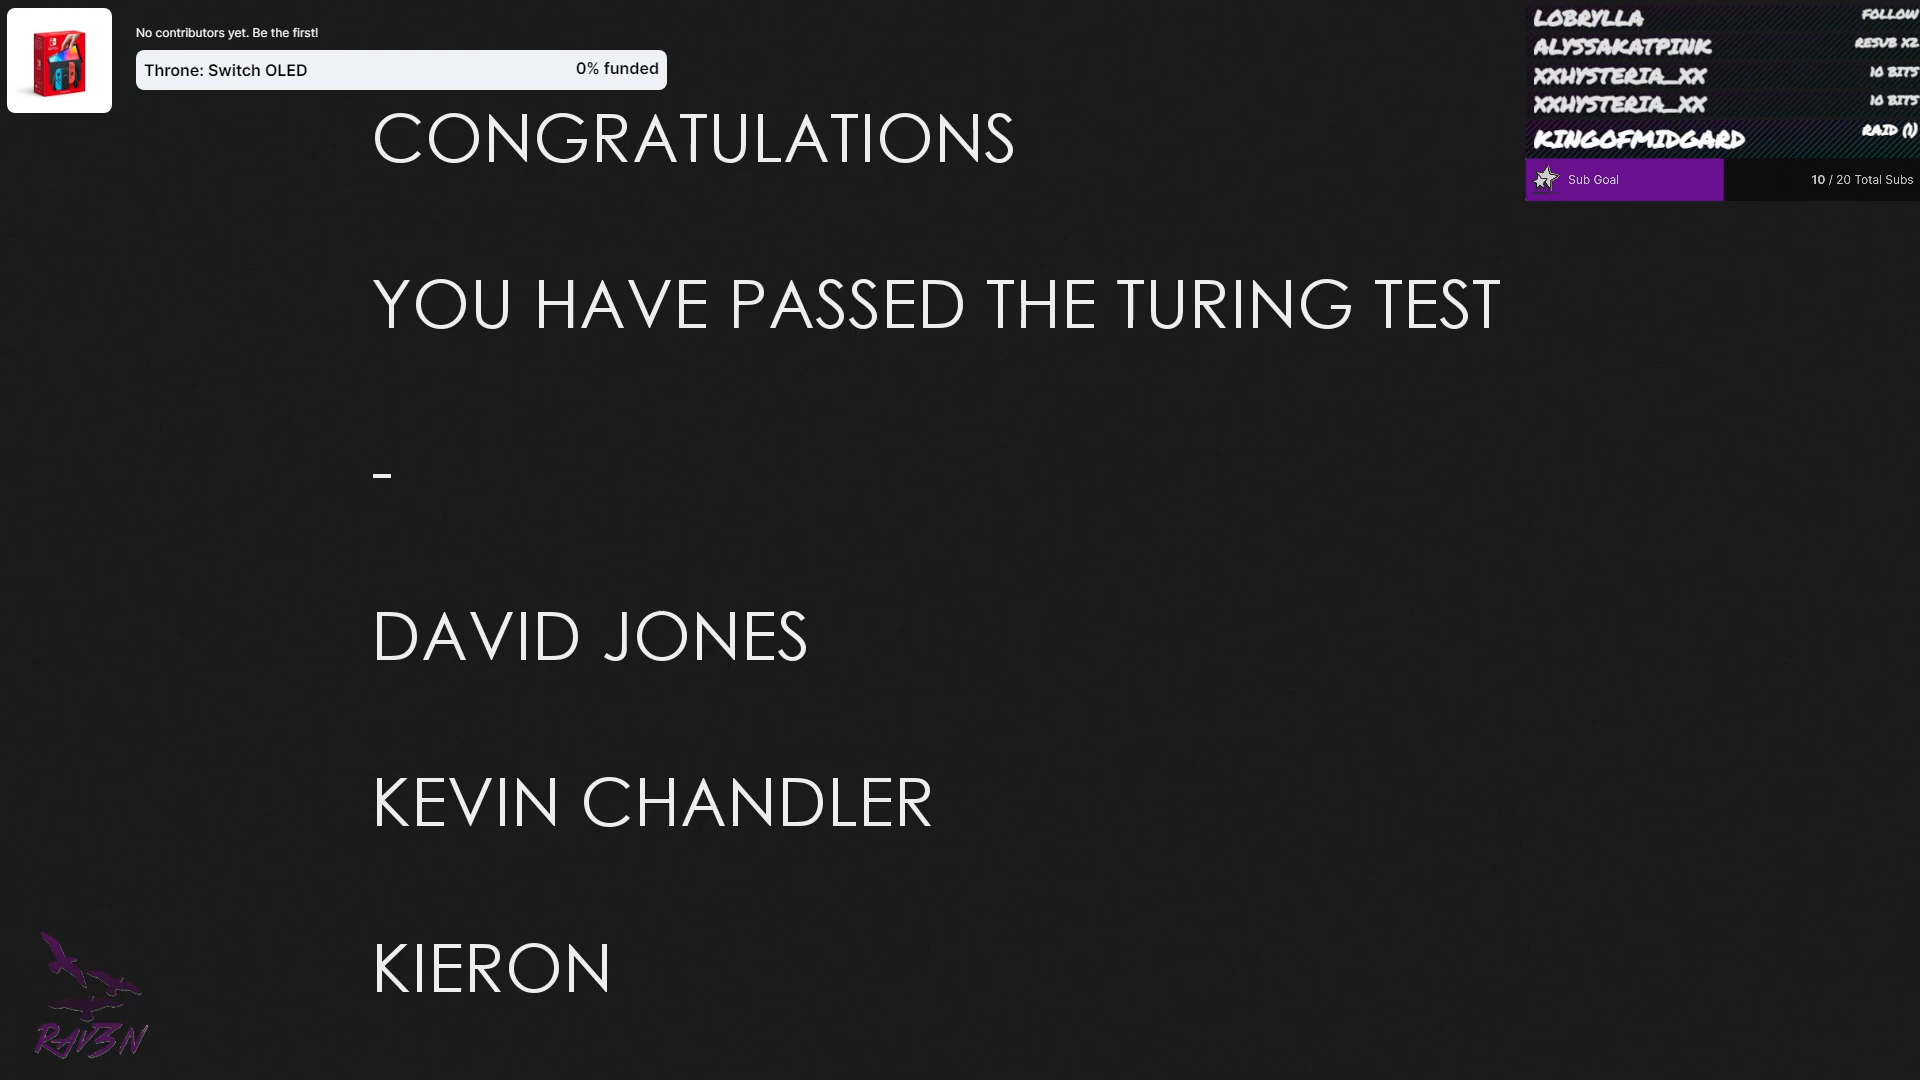 No contributors yet. Be the first!
Throne: Switch OLED 0% funded
LOBRYLLA FOLLOW
ALYSSAKATPINK RESUB X2
XXHYSTERIA_XX 10 BITS
XXHYSTERIA_XX 10 BITS
KINGOFMIDGARD RAID (1)
Sub Goal 10 / 20 Total Subs
CONGRATULATIONS
YOU HAVE PASSED THE TURING TEST
-
DAVID JONES
KEVIN CHANDLER
KIERON
RAV3N